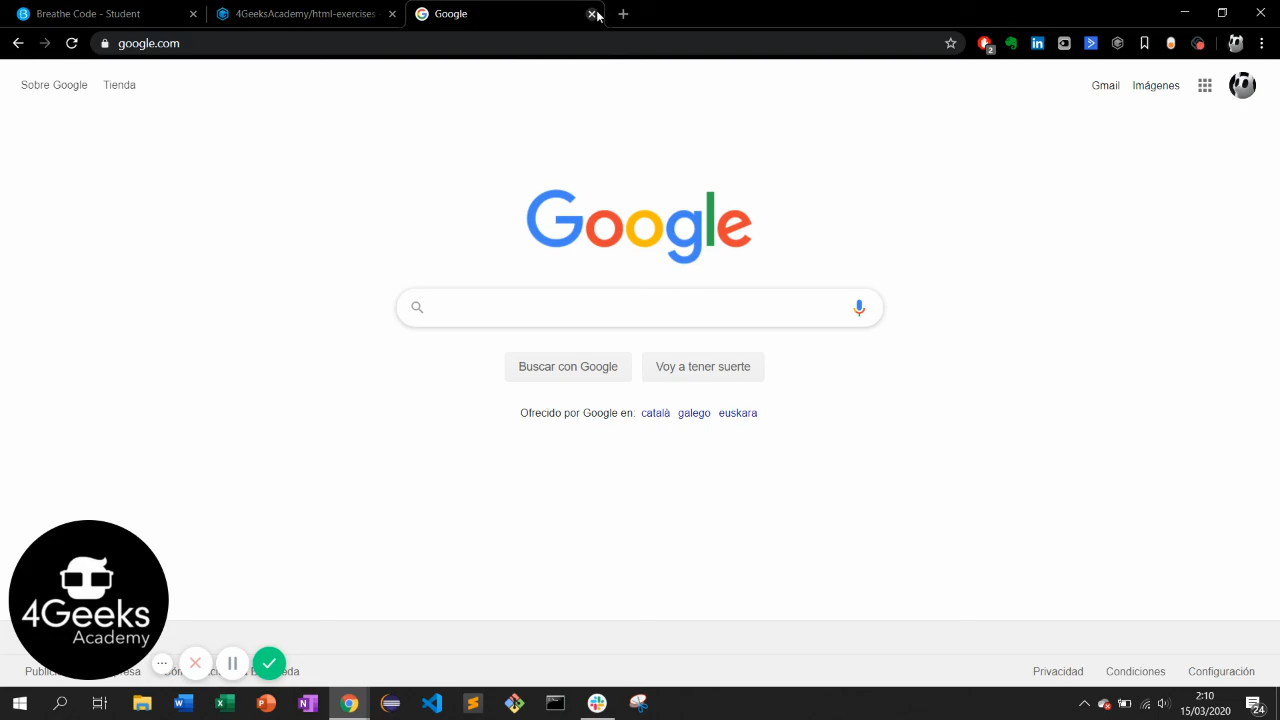 Breathe Code - Student
4GeeksAcademy/html-exercises
Google
google.com
2
Sobre Google
Tienda
Gmail
Imágenes
Google
Buscar con Google
Voy a tener suerte
Ofrecido por Google en: català galego euskara
4Geeks
Academy
Privacidad
Condiciones
Configuración
2:10
15/03/2020
24